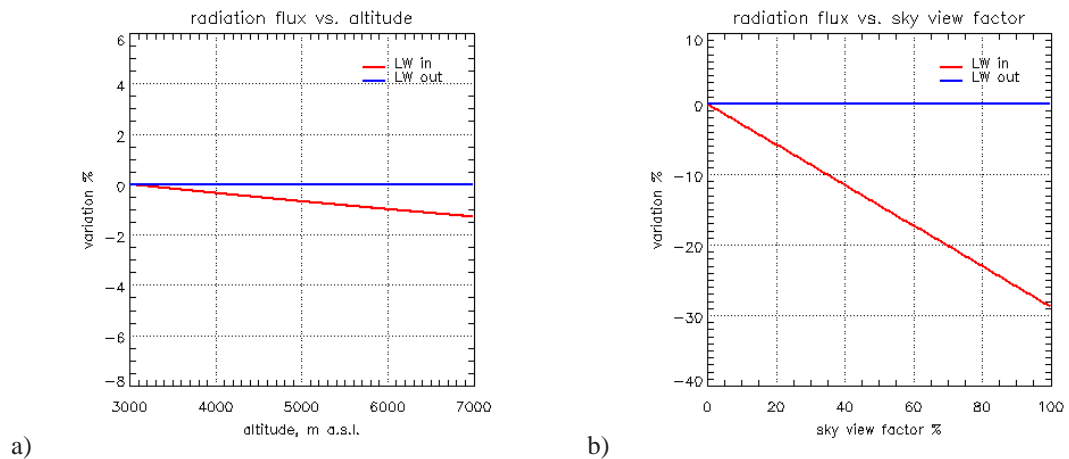 radiation flux vs. altitude
6
4
2
0
−2
−4
−6
−8
variation %
LW in
LW out
3000 4000 5000 6000 7000
altitude, m a.s.l.
a)
radiation flux vs. sky view factor
10
0
−10
−20
−30
−40
variation %
LW in
LW out
0 20 40 60 80 100
sky view factor %
b)